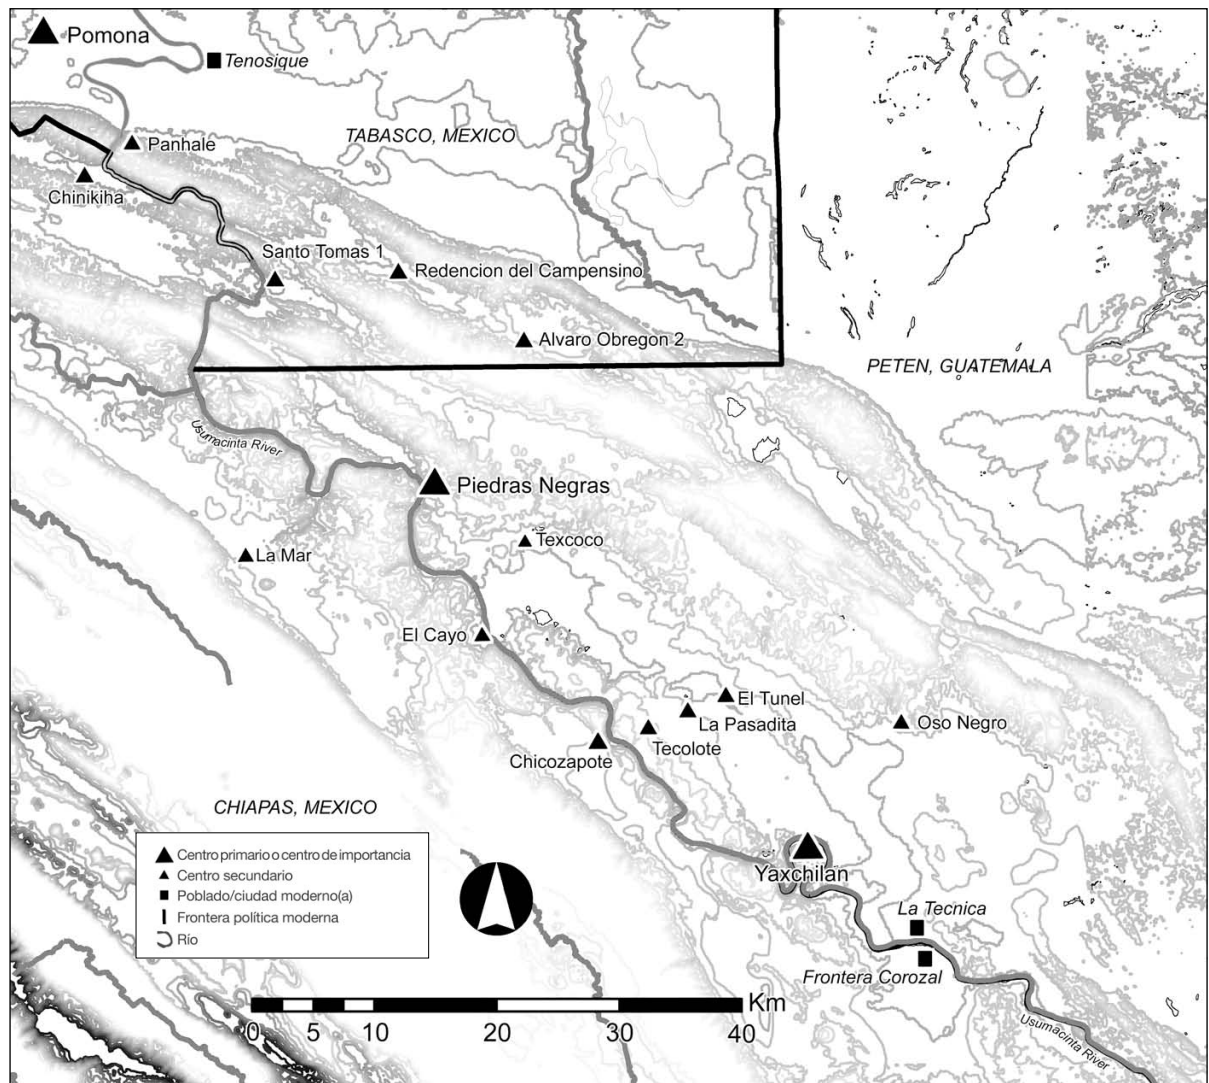 Pomona
Tenosique
TABASCO, MEXICO
Panhale
Chinikiha
Santo Tomas 1
Redencion del Campensino
Alvaro Obregon 2
PETEN, GUATEMALA
Usumacinta River
Piedras Negras
Texcoco
La Mar
El Cayo
El Tunel
La Pasadita
Oso Negro
Tecolote
Chicozapote
CHIAPAS, MEXICO
Centro primario o centro de importancia
Centro secundario
Poblado/ciudad moderno(a)
Frontera política moderna
Río
Yaxchilan
La Tecnica
Frontera Corozal
Km
0 5 10 20 30 40
Usumacinta River